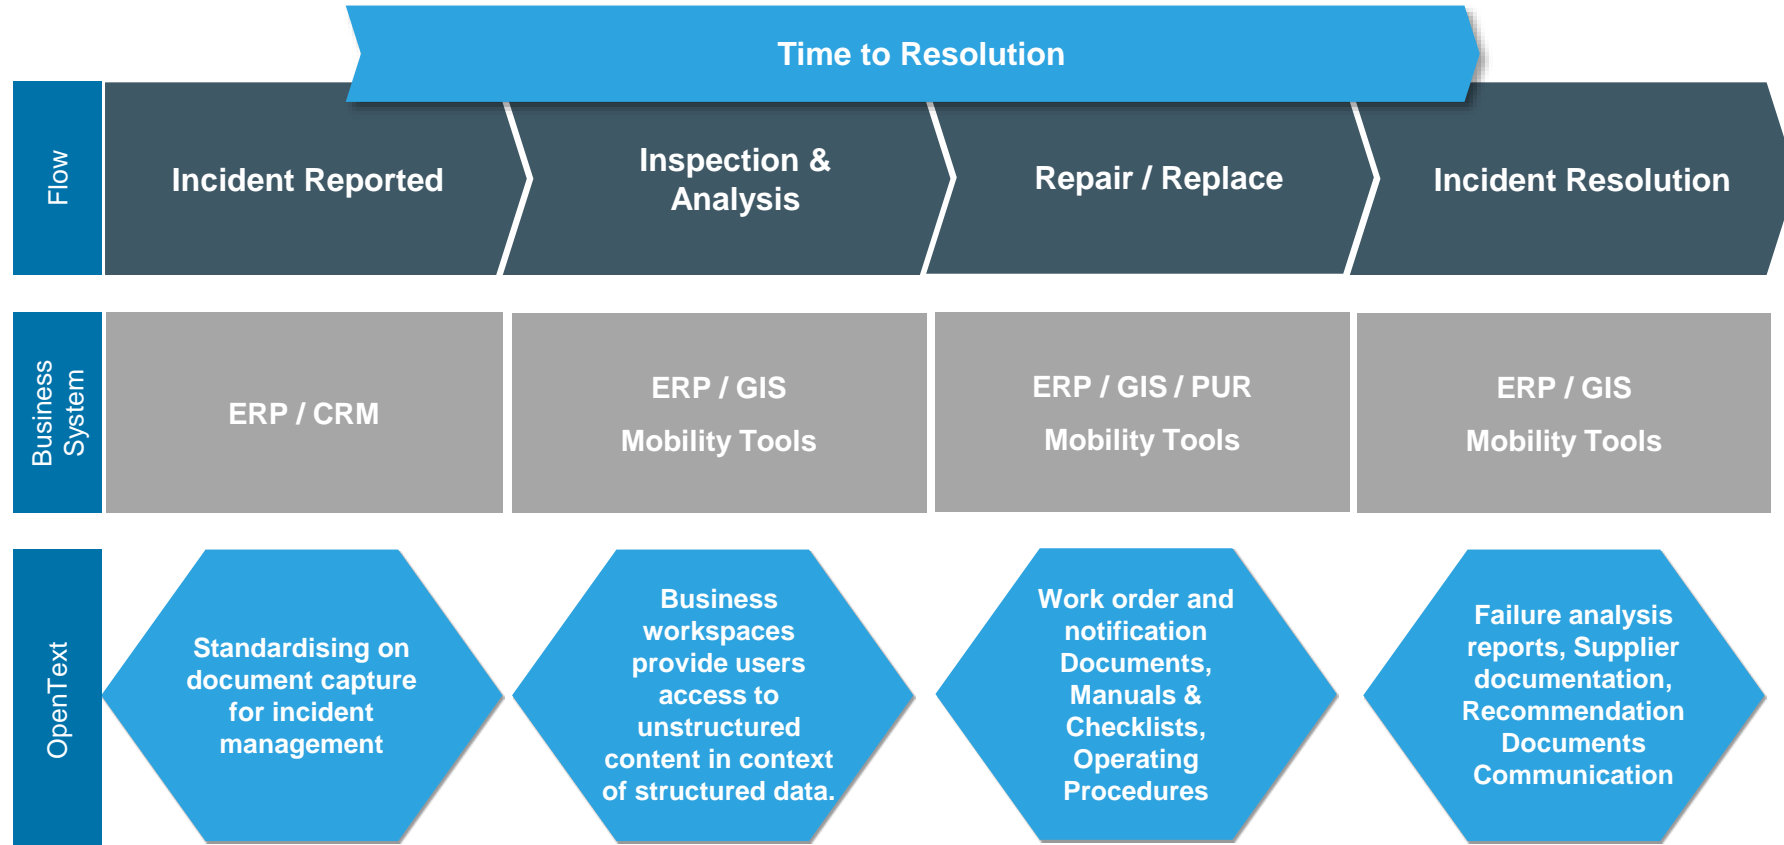 Time to Resolution
Flow
Incident Reported
Inspection &
Analysis
Repair / Replace
Incident Resolution
Business
System
ERP / CRM
ERP / GIS
Mobility Tools
ERP / GIS / PUR
Mobility Tools
ERP / GIS
Mobility Tools
OpenText
Standardising on
document capture
for incident
management
Business
workspaces
provide users
access to
unstructured
content in context
of structured data.
Work order and
notification
Documents,
Manuals &
Checklists,
Operating
Procedures
Failure analysis
reports, Supplier
documentation,
Recommendation
Documents
Communication